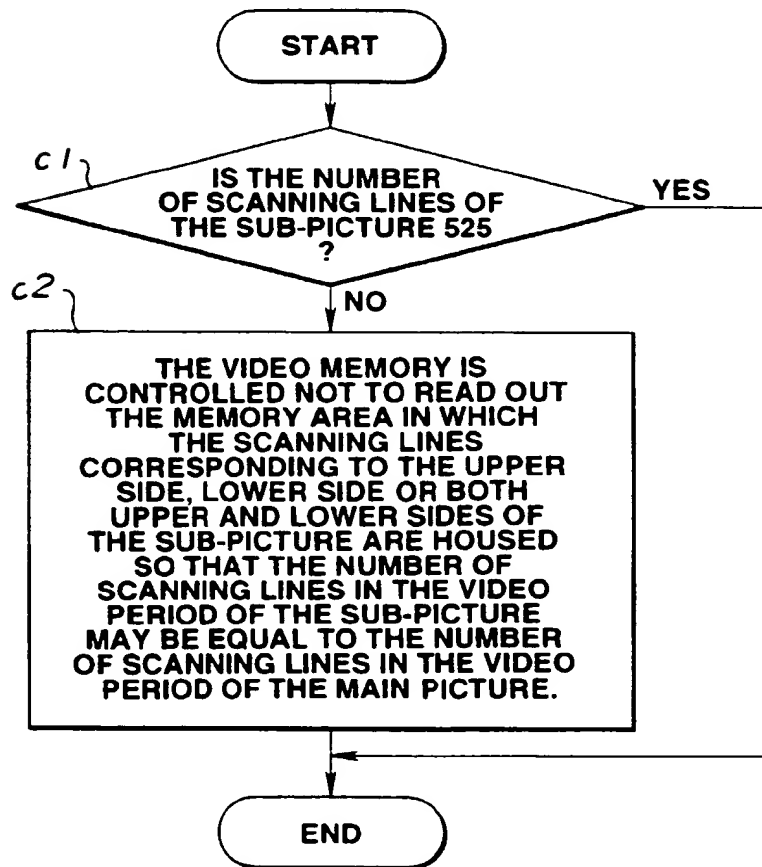 START
c1
IS THE NUMBER
OF SCANNING LINES OF
THE SUB-PICTURE 525
?
YES
NO
c2
THE VIDEO MEMORY IS
CONTROLLED NOT TO READ OUT
THE MEMORY AREA IN WHICH
THE SCANNING LINES
CORRESPONDING TO THE UPPER
SIDE, LOWER SIDE OR BOTH
UPPER AND LOWER SIDES OF
THE SUB-PICTURE ARE HOUSED
SO THAT THE NUMBER OF
SCANNING LINES IN THE VIDEO
PERIOD OF THE SUB-PICTURE
MAY BE EQUAL TO THE NUMBER
OF SCANNING LINES IN THE VIDEO
PERIOD OF THE MAIN PICTURE.
END